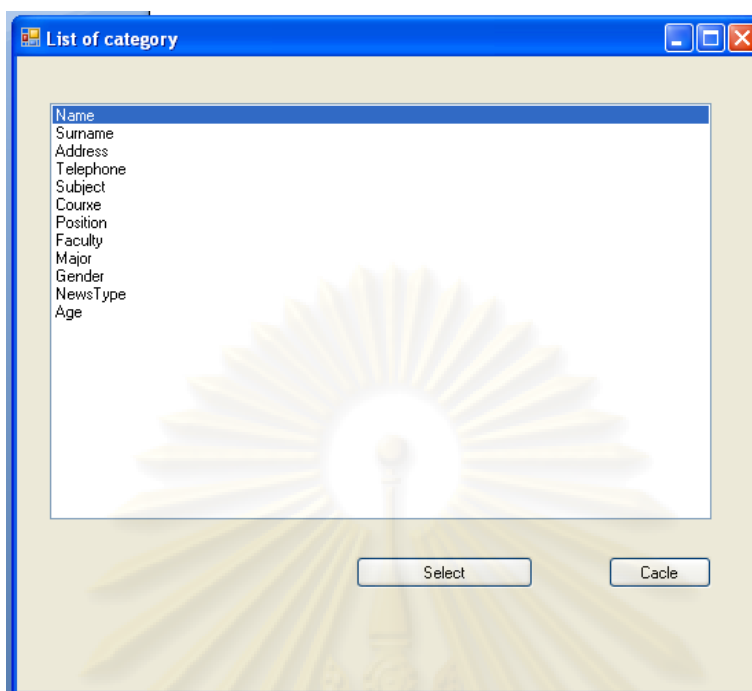 List of category
Name
Surname
Address
Telephone
Subject
Courxe
Position
Faculty
Major
Gender
NewsType
Age
Select Cacle